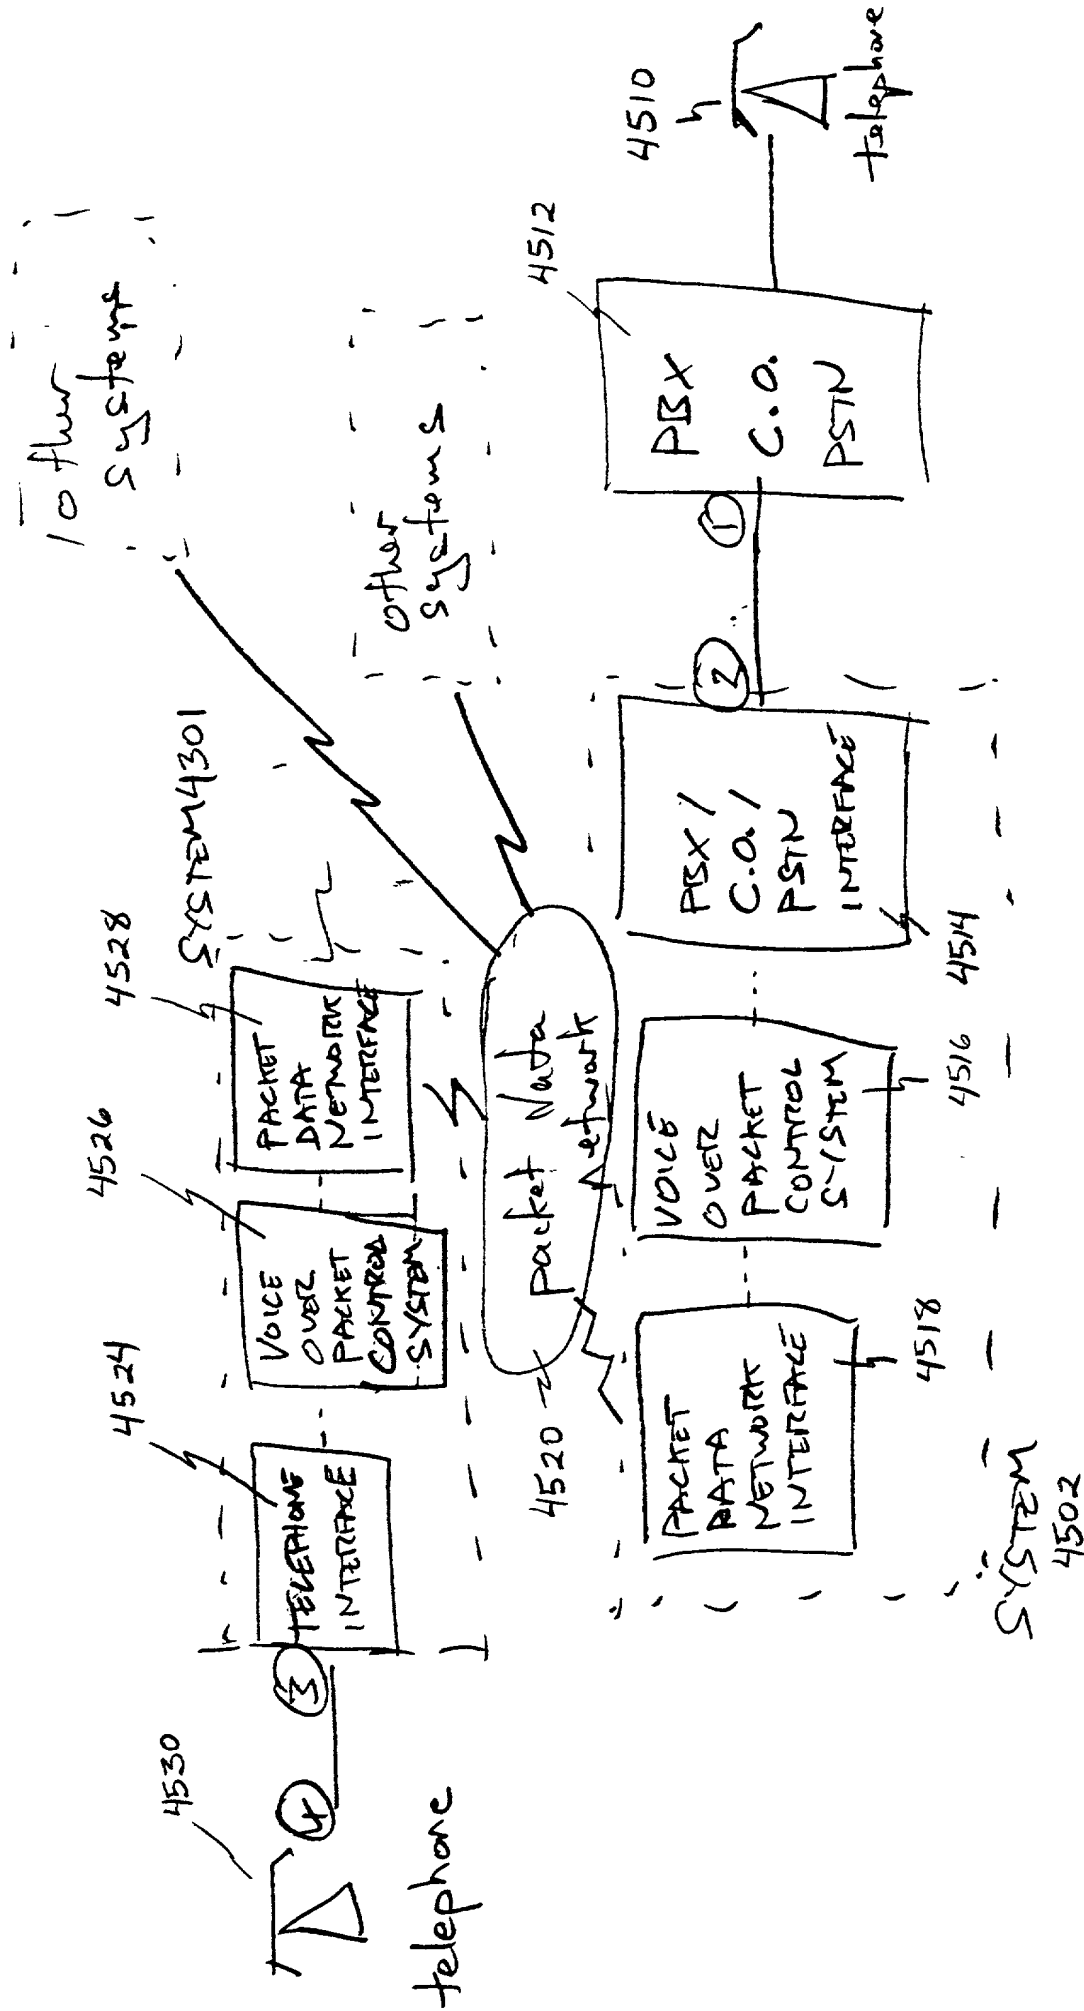 4530
telephone
4
3
4524
TELEPHONE
INTERFACE
4526
VOICE
OVER
PACKET
CONTROL
SYSTEM
4528
PACKET
DATA
NETWORK
INTERFACE
SYSTEM 4301
other
systems
other
systems
4520
packet Data
Network
PACKET
DATA
NETWORK
INTERFACE
4518
VOICE
OVER
PACKET
CONTROL
SYSTEM
4516
PBX /
C.O. /
PSTN
INTERFACE
4514
2
1
PBX
C.O.
PSTN
4512
4510
telephone
SYSTEM
4502